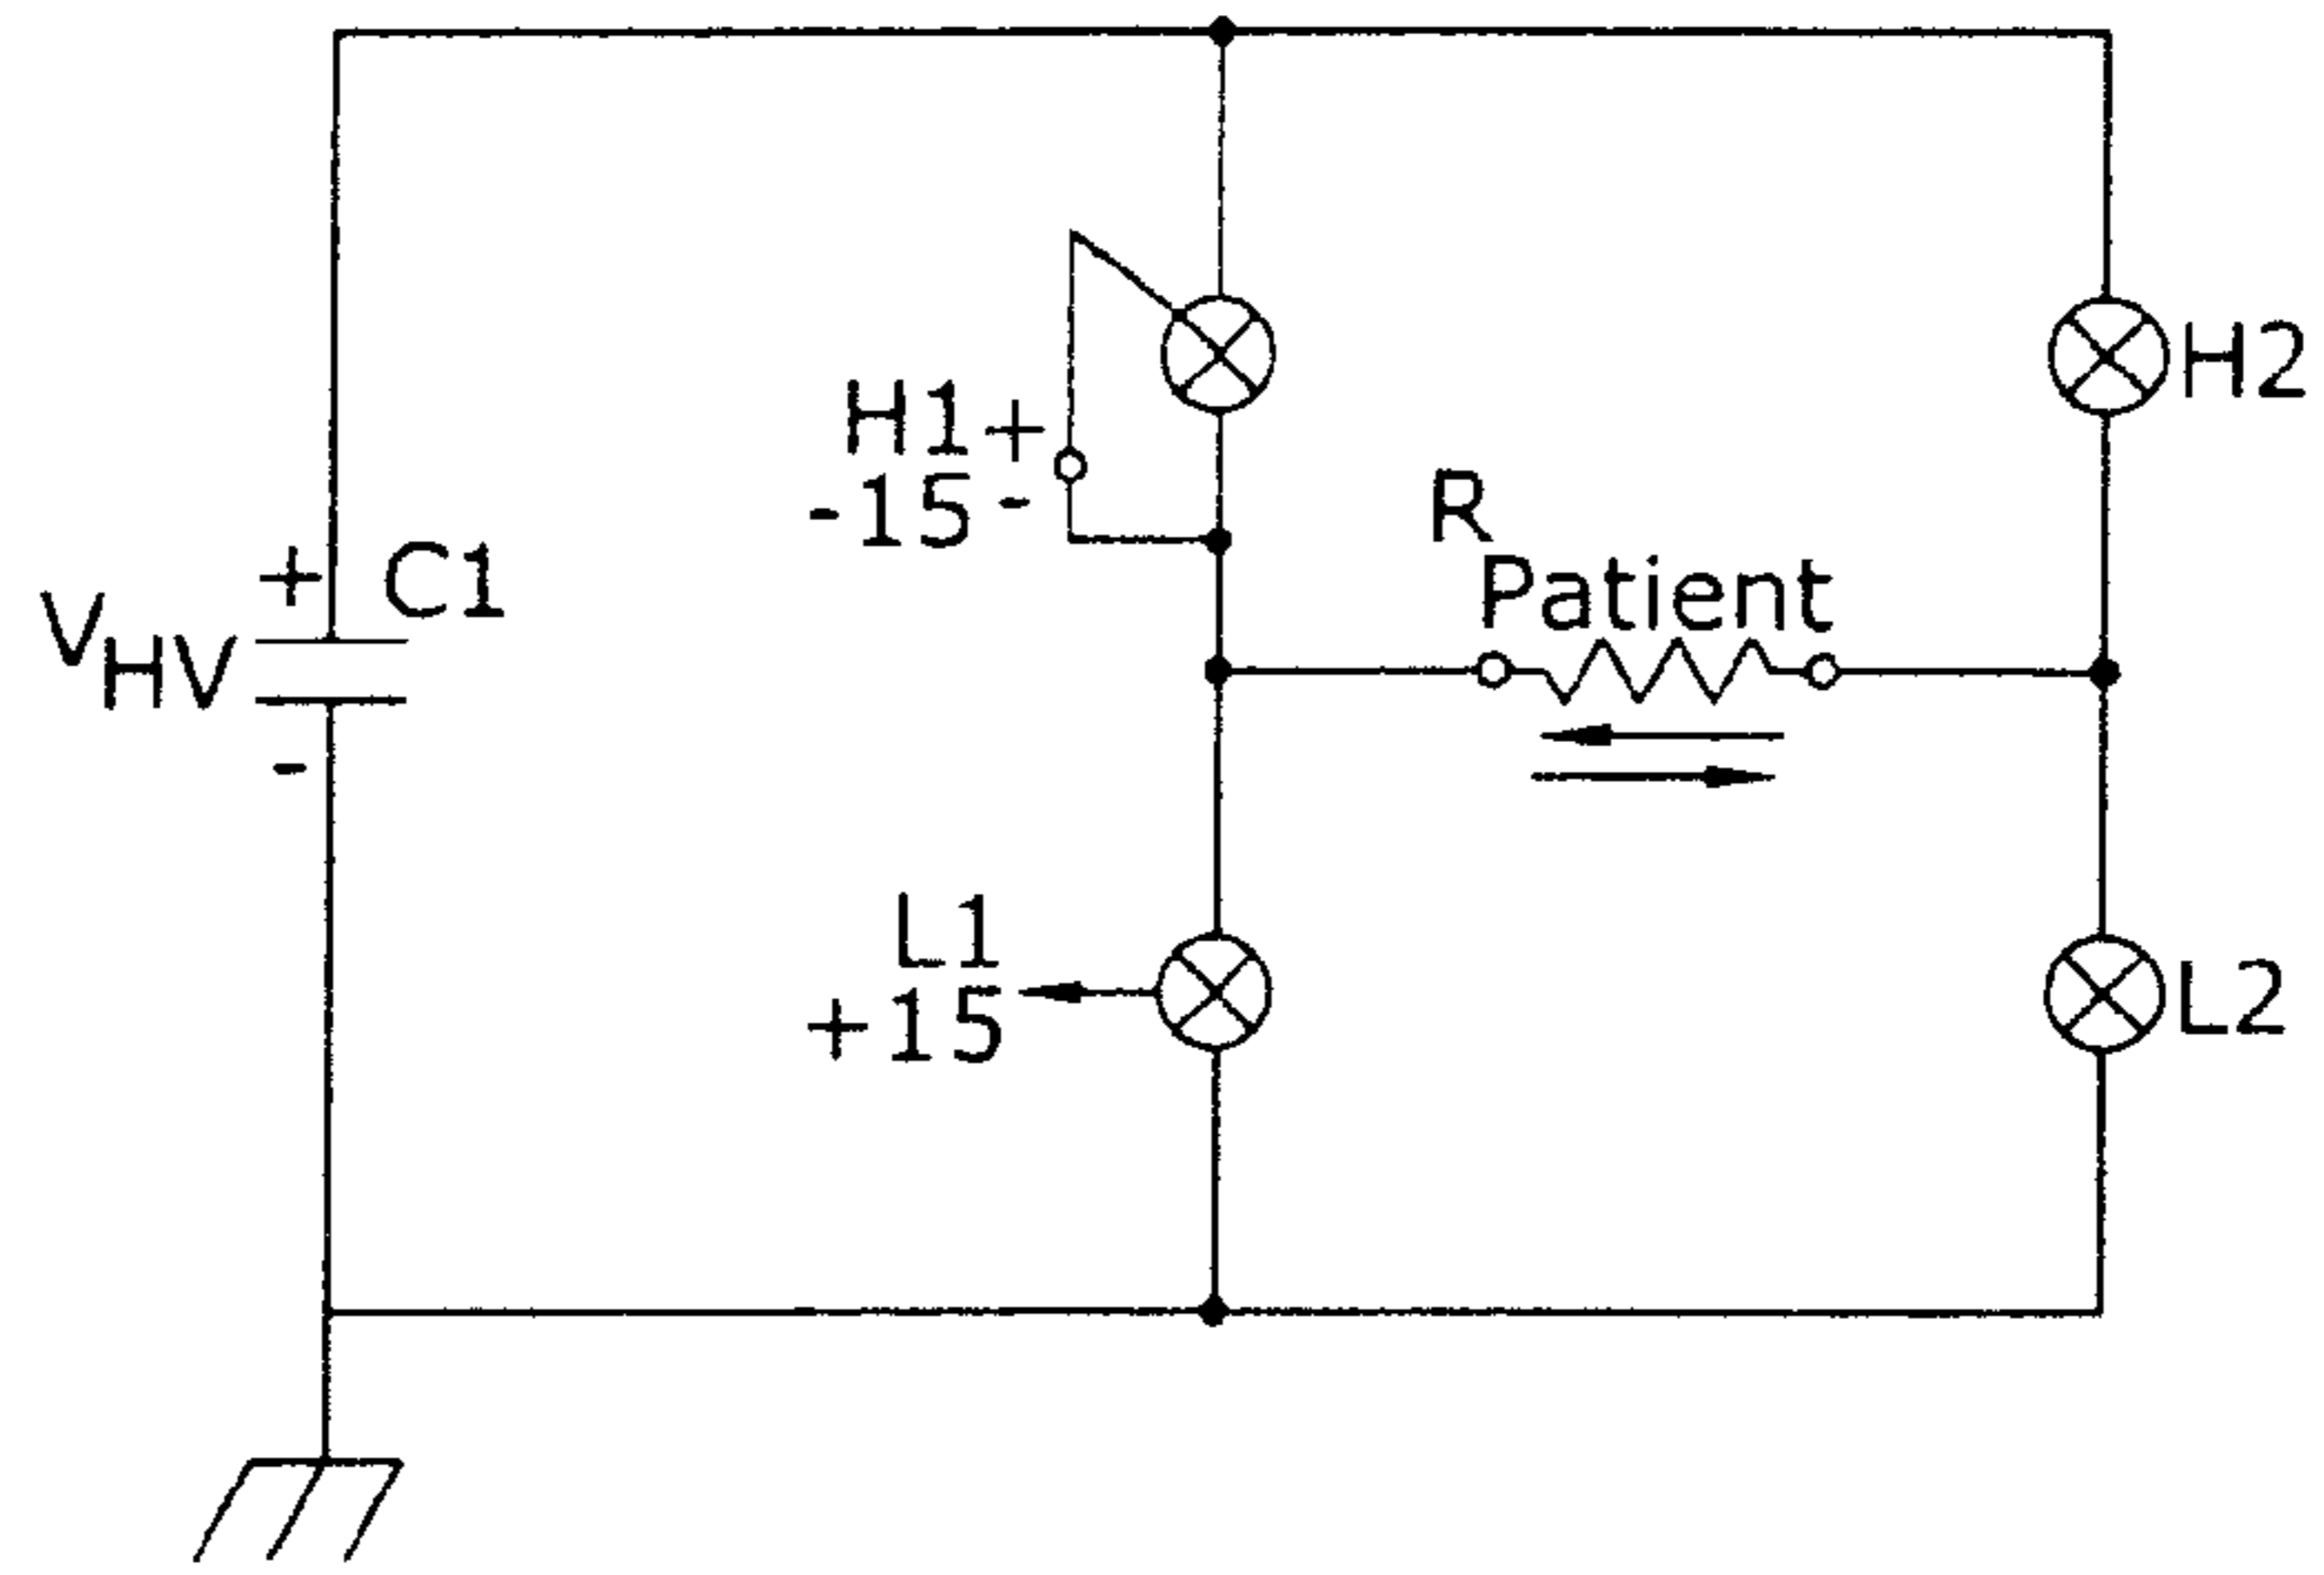 H1+
-15-
H2
R
Patient
+ C1
VHV
-
L1
+15
L2